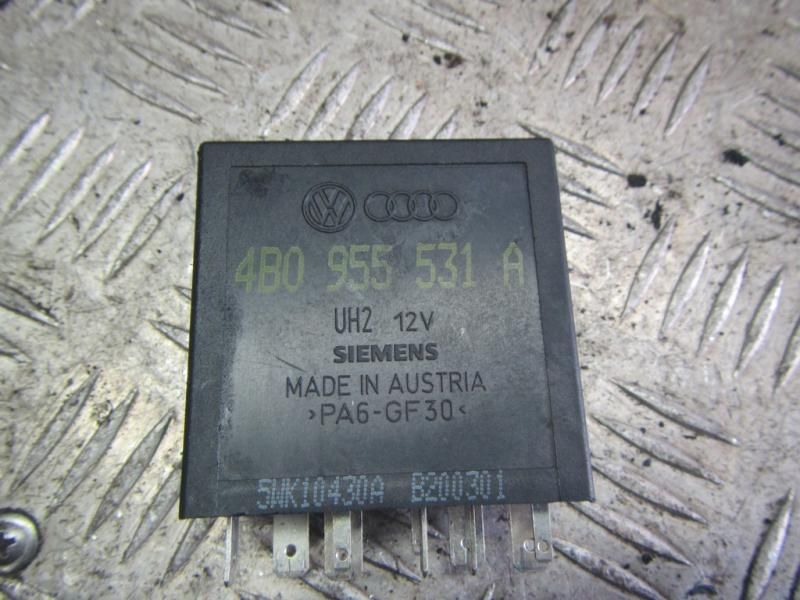 4B0 955 531 A
UH2 12V
SIEMENS
MADE IN AUSTRIA
>PA6-GF30<
5WK10430A B200301